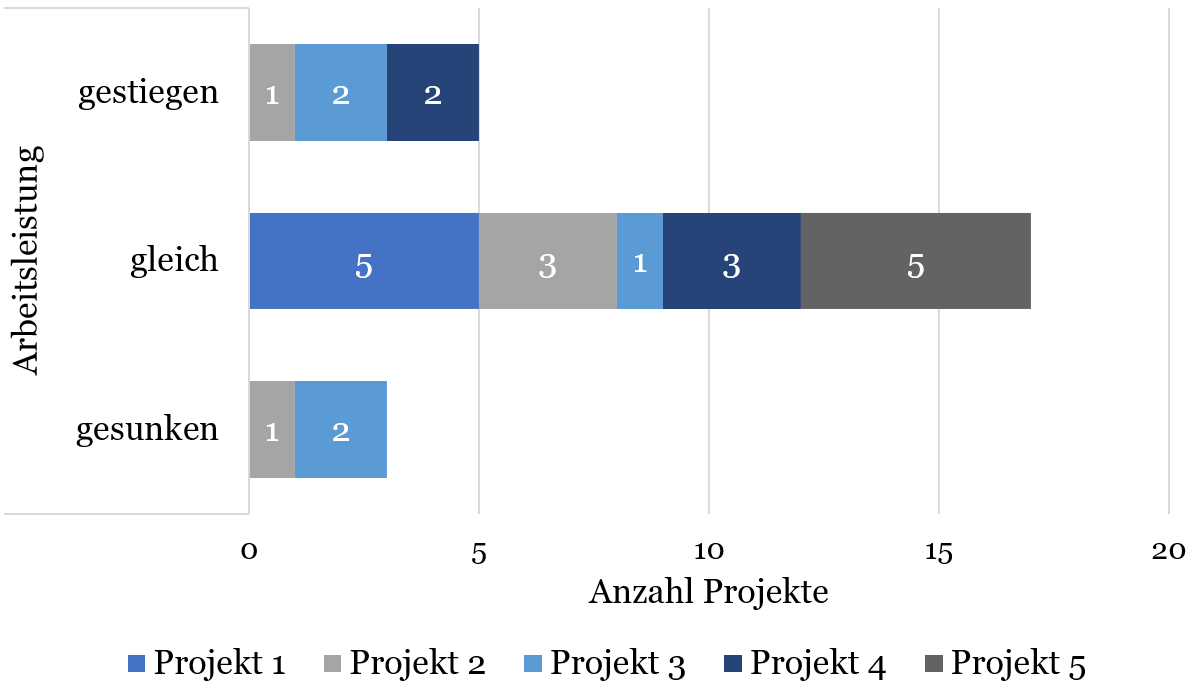 Arbeitsleistung
gestiegen
1 2 2
gleich
5 3 1 3 5
gesunken
1 2
0 5 10 15 20
Anzahl Projekte
Projekt 1 Projekt 2 Projekt 3 Projekt 4 Projekt 5